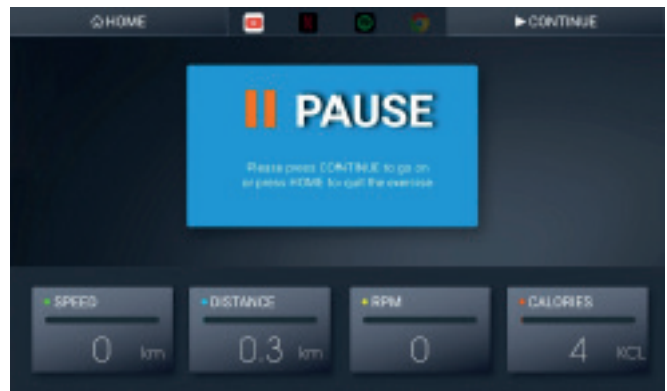 HOME
CONTINUE
PAUSE
Please press CONTINUE to go on
or press HOME to quit the exercise
SPEED
DISTANCE
RPM
CALORIES
0 km
0.3 km
0
4 KCL